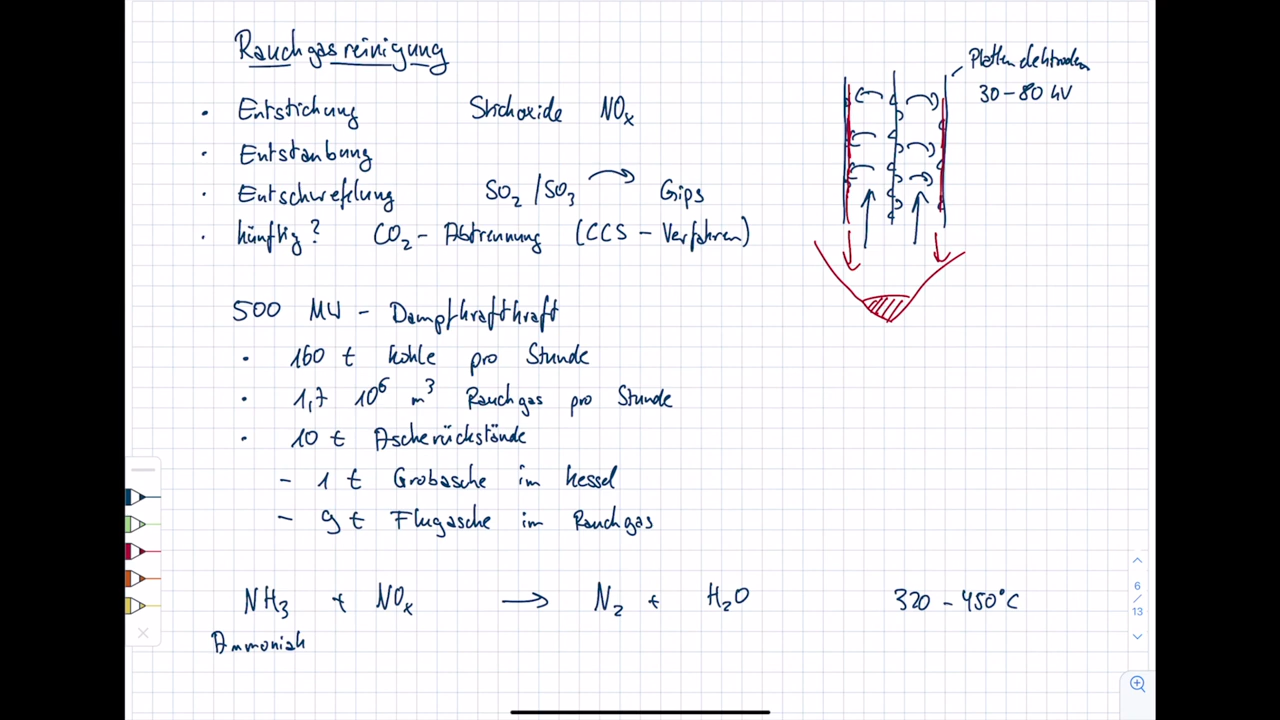 Rauchgasreinigung
• Entstickung Stickoxide NOx
• Entstaubung
• Entschwefelung SO2 / SO3 → Gips
• künftig? CO2 - Abtrennung (CCS - Verfahren)
Plattenelektroden
30 - 80 kV
500 MW - Dampfkraftkraft
• 160 t Kohle pro Stunde
• 1,7 10^6 m^3 Rauchgas pro Stunde
• 10 t Ascherückstände
- 1 t Grobasche im Kessel
- 9 t Flugasche im Rauchgas
NH3 + NOx → N2 + H2O 320 - 450°C
Ammoniak
6
/
13